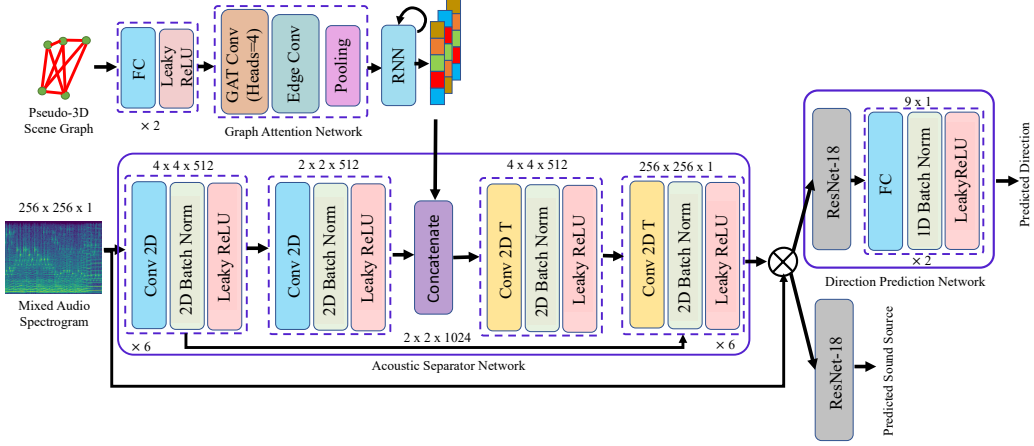 Pseudo-3D
Scene Graph
FC
Leaky
ReLU
× 2
GAT Conv
(Heads=4)
Edge Conv
Pooling
Graph Attention Network
RNN
256 x 256 x 1
Mixed Audio
Spectrogram
4 x 4 x 512
Conv 2D
2D Batch Norm
Leaky ReLU
× 6
2 x 2 x 512
Conv 2D
2D Batch Norm
Leaky ReLU
Concatenate
2 x 2 x 1024
4 x 4 x 512
Conv 2D T
2D Batch Norm
Leaky ReLU
256 x 256 x 1
Conv 2D T
2D Batch Norm
Leaky ReLU
× 6
Acoustic Separator Network
ResNet-18
9 x 1
FC
1D Batch Norm
LeakyReLU
× 2
Direction Prediction Network
Predicted Direction
ResNet-18
Predicted Sound Source